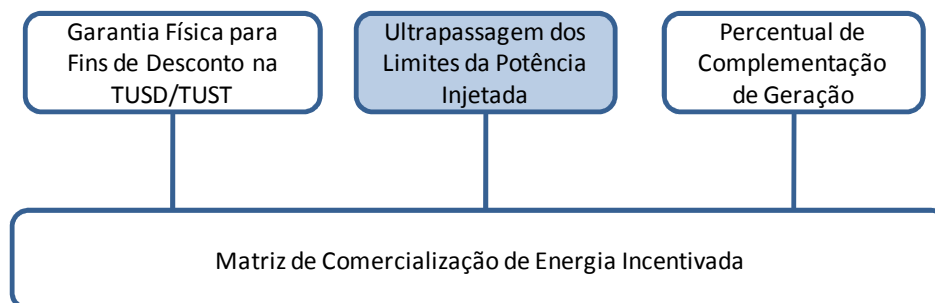 Garantia Física para
Fins de Desconto na
TUSD/TUST
Ultrapassagem dos
Limites da Potência
Injetada
Percentual de
Complementação
de Geração
Matriz de Comercialização de Energia Incentivada